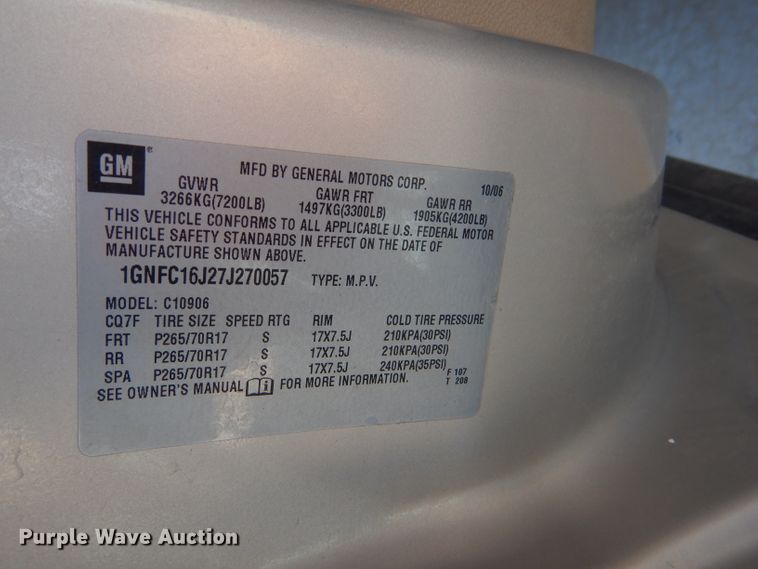 GM ® MFD BY GENERAL MOTORS CORP. 10/06
GVWR GAWR FRT GAWR RR
3266KG(7200LB) 1497KG(3300LB) 1905KG(4200LB)
THIS VEHICLE CONFORMS TO ALL APPLICABLE U.S. FEDERAL MOTOR
VEHICLE SAFETY STANDARDS IN EFFECT ON THE DATE OF
MANUFACTURE SHOWN ABOVE.
1GNFC16J27J270057 TYPE: M.P.V.
MODEL: C10906
CQ7F TIRE SIZE SPEED RTG RIM COLD TIRE PRESSURE
FRT P265/70R17 S 17X7.5J 210KPA(30PSI)
RR P265/70R17 S 17X7.5J 210KPA(30PSI)
SPA P265/70R17 S 17X7.5J 240KPA(35PSI)
SEE OWNER'S MANUAL i FOR MORE INFORMATION.
F 107
T 208
Purple Wave Auction